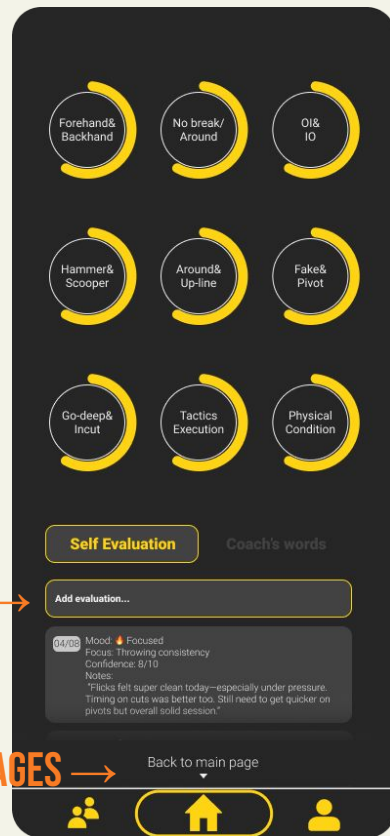 Forehand&
Backhand
No break/
Around
OI&
IO
Hammer&
Scooper
Around&
Up-line
Fake&
Pivot
Go-deep&
Incut
Tactics
Execution
Physical
Condition
Self Evaluation
Coach's words
Add evaluation...
04/08
Mood: 🔥 Focused
Focus: Throwing consistency
Confidence: 8/10
Notes:
"Flicks felt super clean today—especially under pressure.
Timing on cuts was better too. Still need to get quicker on
pivots but overall solid session."
Back to main page
AGES →